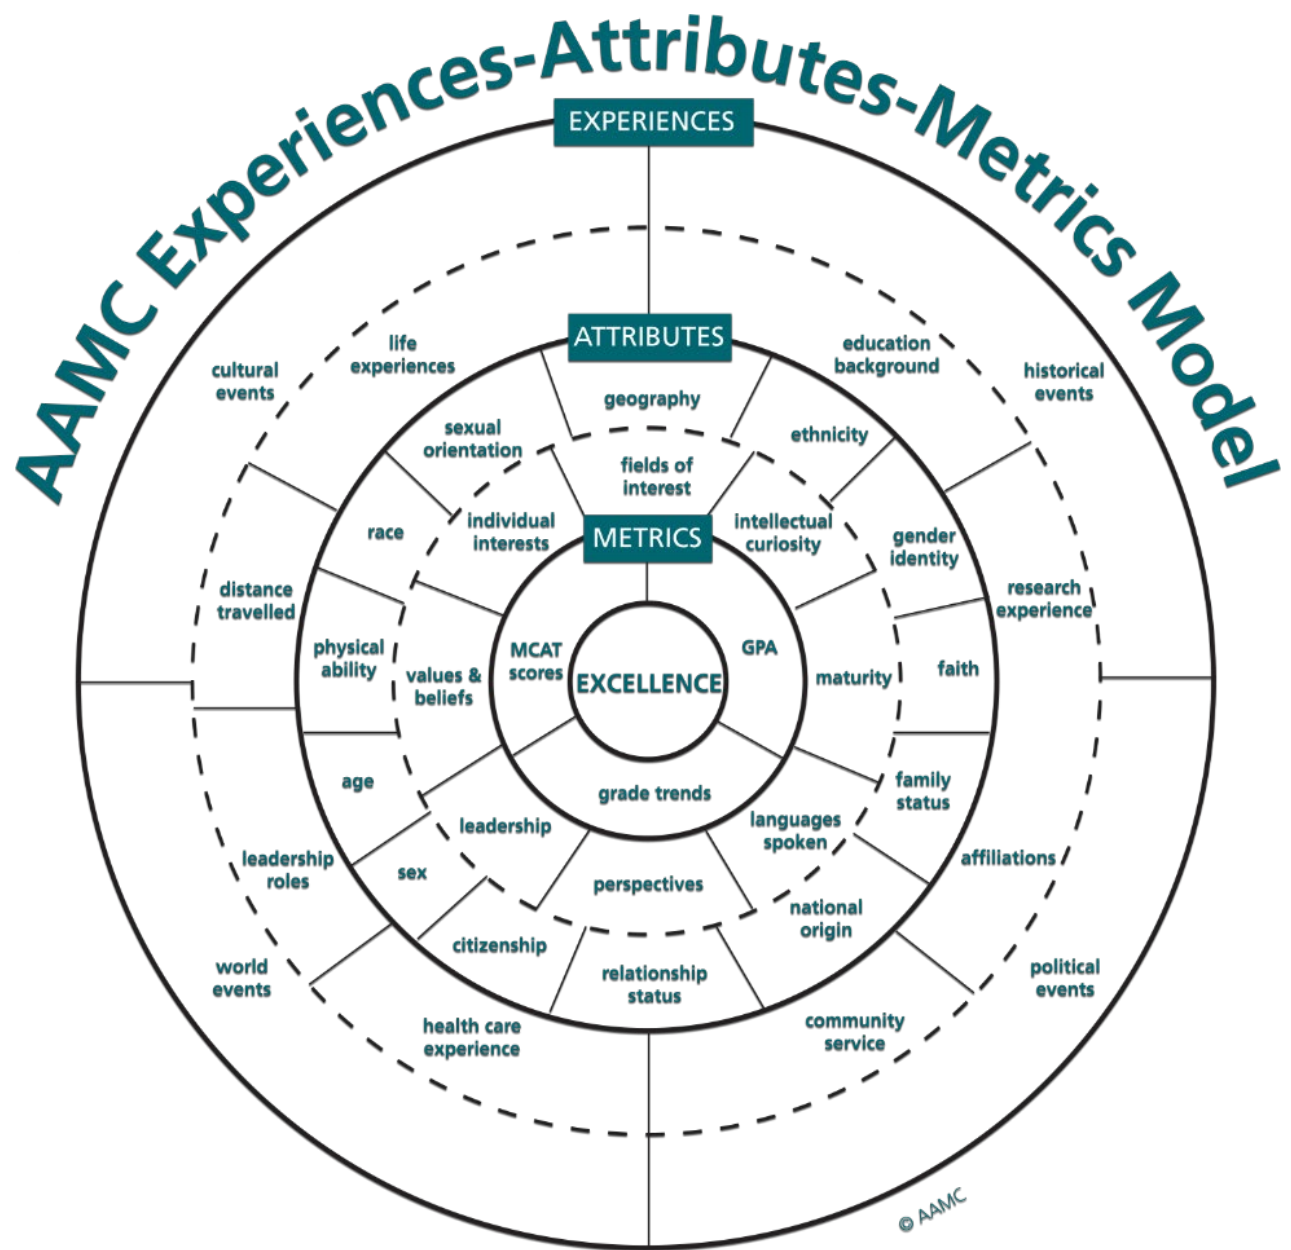 AAMC Experiences-Attributes-Metrics Model
EXPERIENCES
cultural
events
historical
events
world
events
political
events
life
experiences
education
background
distance
travelled
research
experience
leadership
roles
affiliations
health care
experience
community
service
ATTRIBUTES
geography
sexual
orientation
ethnicity
race
gender
identity
physical
ability
faith
age
family
status
sex
national
origin
citizenship
relationship
status
fields of
interest
individual
interests
intellectual
curiosity
values &
beliefs
maturity
leadership
languages
spoken
perspectives
METRICS
MCAT
scores
GPA
grade trends
EXCELLENCE
© AAMC